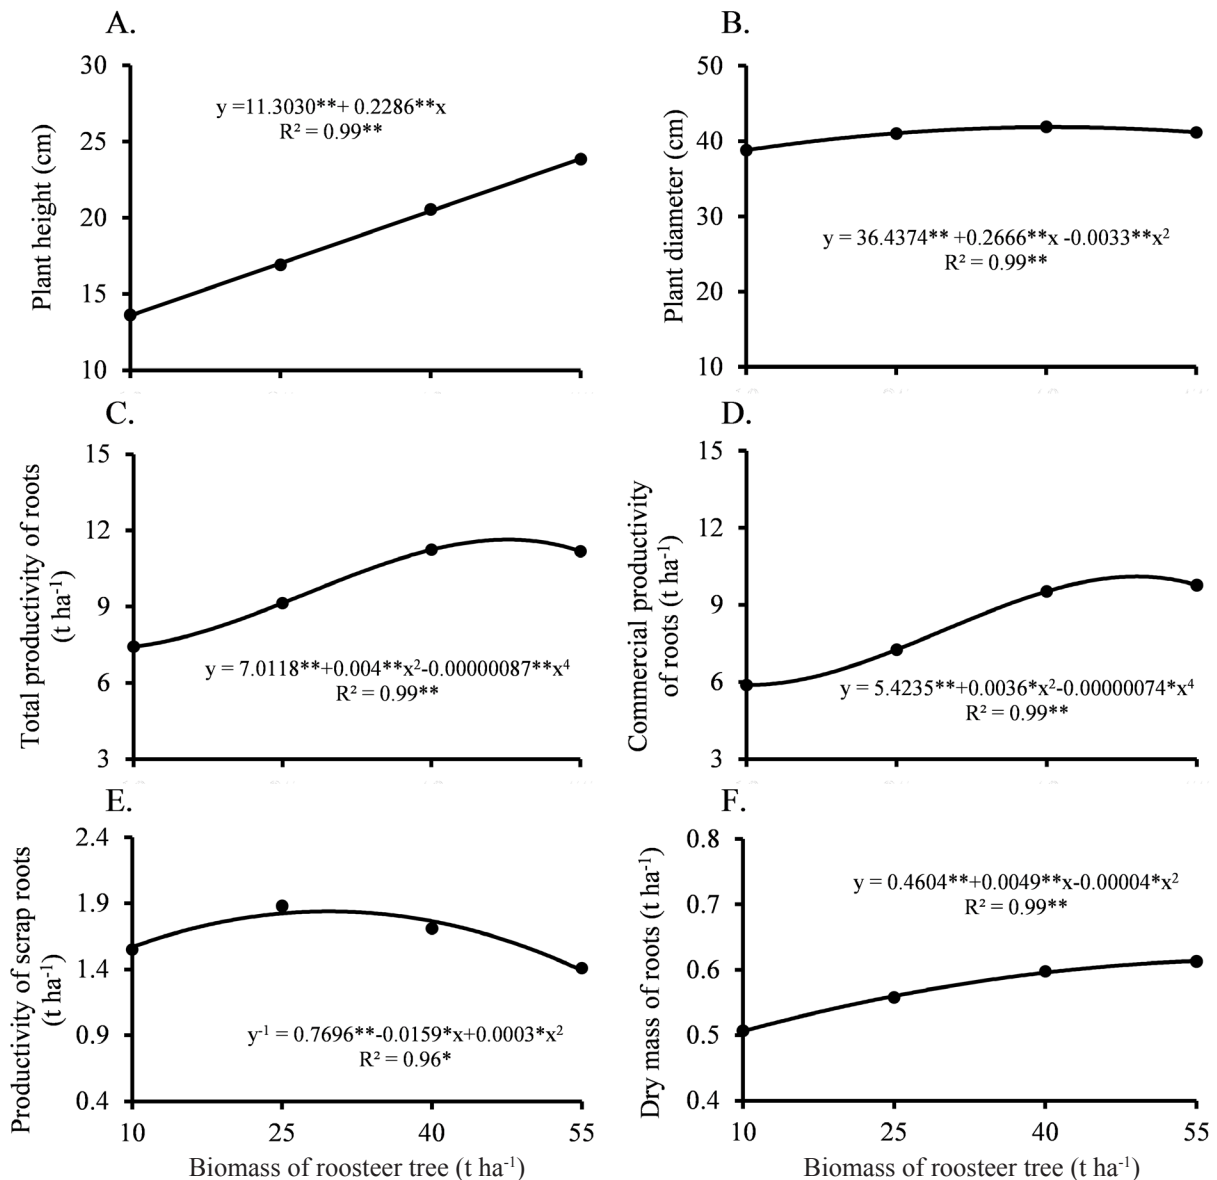 A.
30
25
20
15
10
Plant height (cm)
y =11.3030**+ 0.2286**x
R² = 0.99**
B.
50
40
30
20
10
Plant diameter (cm)
y = 36.4374** +0.2666**x -0.0033**x²
R² = 0.99**
C.
15
12
9
6
3
Total productivity of roots
(t ha⁻¹)
y = 7.0118**+0.004**x²-0.00000087**x⁴
R² = 0.99**
D.
15
12
9
6
3
Commercial productivity
of roots (t ha⁻¹)
y = 5.4235**+0.0036*x²-0.00000074*x⁴
R² = 0.99**
E.
2.4
1.9
1.4
0.9
0.4
Productivity of scrap roots
(t ha⁻¹)
y⁻¹ = 0.7696**-0.0159*x+0.0003*x²
R² = 0.96*
10 25 40 55
Biomass of roosteer tree (t ha⁻¹)
F.
0.8
0.7
0.6
0.5
0.4
Dry mass of roots (t ha⁻¹)
y = 0.4604**+0.0049**x-0.00004*x²
R² = 0.99**
10 25 40 55
Biomass of roosteer tree (t ha⁻¹)